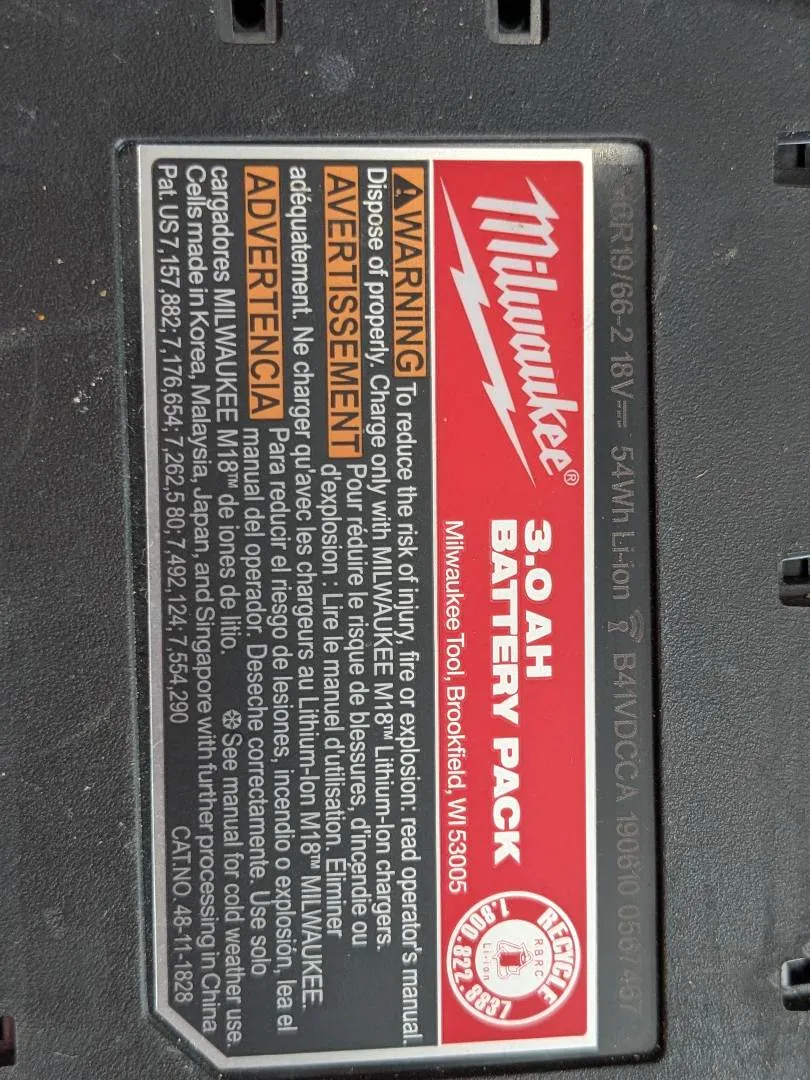 ICR19/66-2 18V⎓ 54Wh Li-ion B41VDCCA 190610 0567457
Milwaukee®
3.0 AH
BATTERY PACK
Milwaukee Tool, Brookfield, WI 53005
RECYCLE
RBRC
Li-ion
1.800.822.8837
⚠WARNING To reduce the risk of injury, fire or explosion: read operator's manual.
Dispose of properly. Charge only with MILWAUKEE M18™ Lithium-Ion chargers.
AVERTISSEMENT Pour réduire le risque de blessures, d'incendie ou
d'explosion : Lire le manuel d'utilisation. Éliminer
adéquatement. Ne charger qu'avec les chargeurs au Lithium-Ion M18™ MILWAUKEE.
ADVERTENCIA Para reducir el riesgo de lesiones, incendio o explosión, lea el
manual del operador. Deseche correctamente. Use solo
cargadores MILWAUKEE M18™ de iones de litio. ❄See manual for cold weather use.
Cells made in Korea, Malaysia, Japan, and Singapore with further processing in China
Pat. US7,157,882;7,176,654;7,262,580;7,492,124;7,554,290 CAT.NO. 48-11-1828